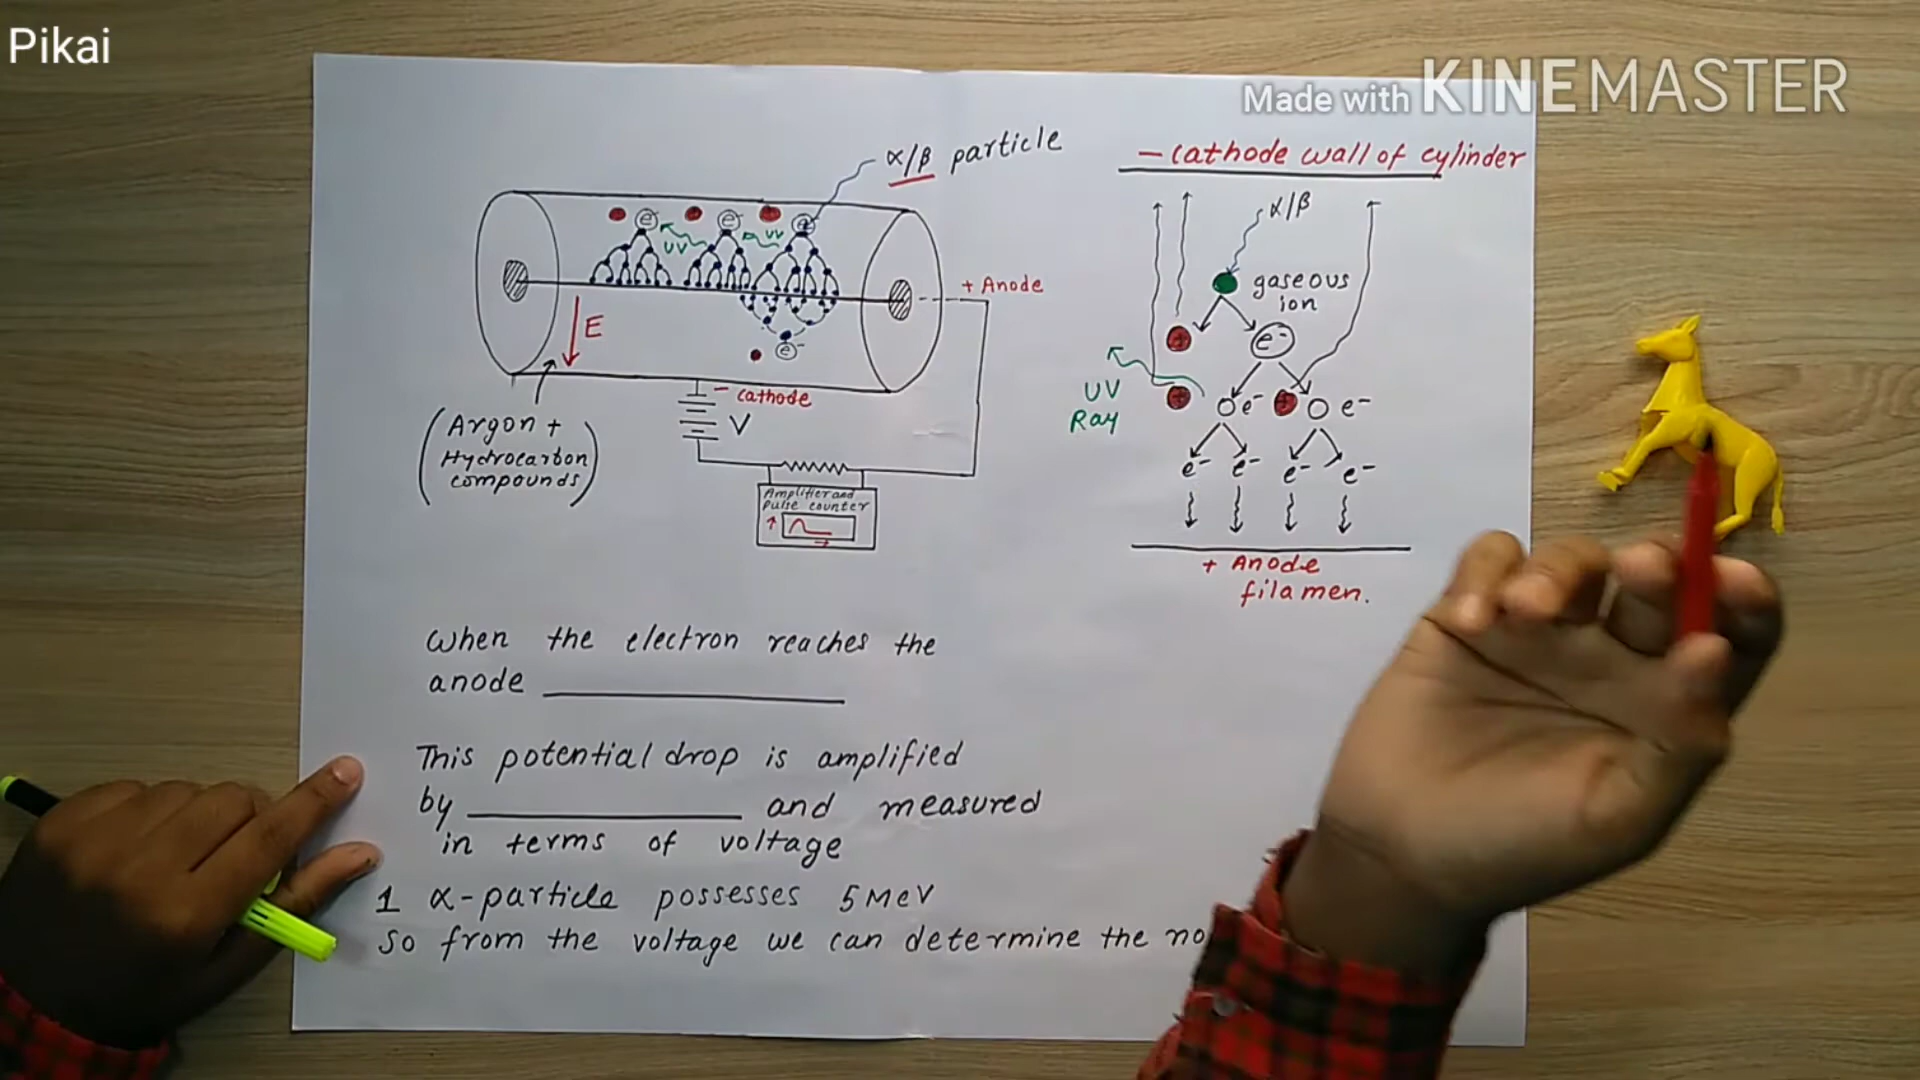 Pikai
Made with KINEMASTER
α/β particle
- cathode wall of cylinder
α/β
e- e- e-
UV UV
gaseous
ion
+ Anode
E
e-
e-
- cathode
UV
Ray
e- e-
V
(Argon +
Hydrocarbon
compounds)
e- e- e- e-
Amplifier and
Pulse counter
+ Anode
filamen.
When the electron reaches the
anode
This potential drop is amplified
by and measured
in terms of voltage
1 α-particle possesses 5 MeV
So from the voltage we can determine the no